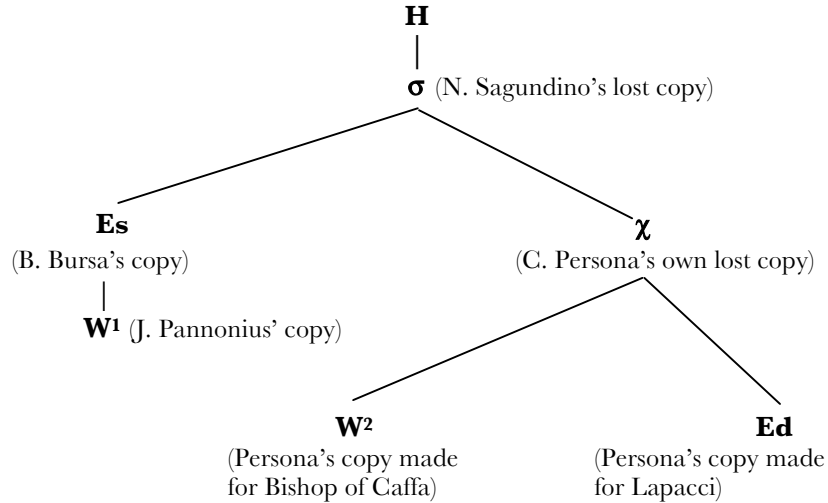 H
σ (N. Sagundino’s lost copy)
Es
(B. Bursa’s copy)
χ
(C. Persona’s own lost copy)
W¹ (J. Pannonius’ copy)
W²
(Persona’s copy made
for Bishop of Caffa)
Ed
(Persona’s copy made
for Lapacci)